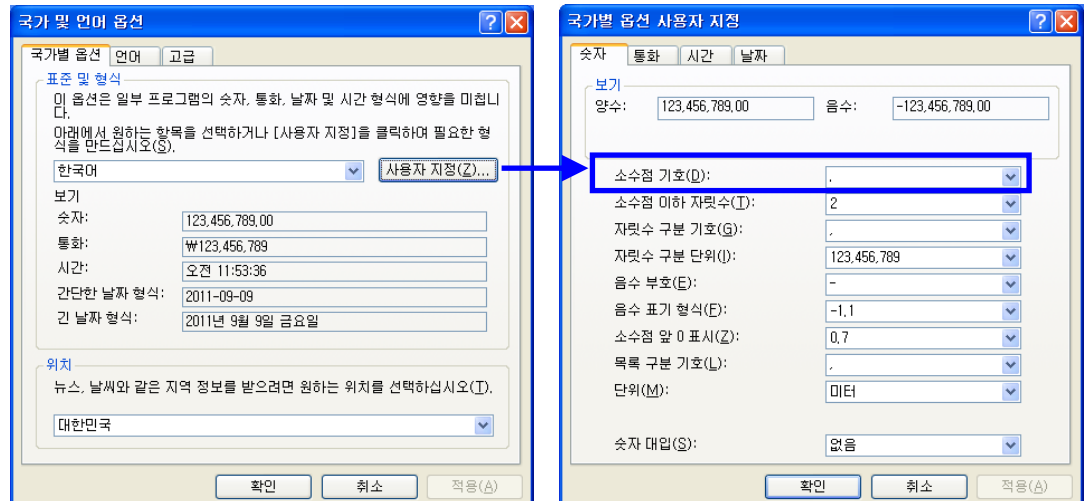 국가 및 언어 옵션
국가별 옵션 언어 고급
표준 및 형식
이 옵션은 일부 프로그램의 숫자, 통화, 날짜 및 시간 형식에 영향을 미칩니
다.
아래에서 원하는 항목을 선택하거나 [사용자 지정]을 클릭하여 필요한 형
식을 만드십시오(S).
한국어 사용자 지정(Z)...
보기
숫자: 123,456,789.00
통화: ₩123,456,789
시간: 오전 11:53:36
간단한 날짜 형식: 2011-09-09
긴 날짜 형식: 2011년 9월 9일 금요일
위치
뉴스, 날씨와 같은 지역 정보를 받으려면 원하는 위치를 선택하십시오(T).
대한민국
확인 취소 적용(A)
국가별 옵션 사용자 지정
숫자 통화 시간 날짜
보기
양수: 123,456,789.00 음수: -123,456,789.00
소수점 기호(D): .
소수점 이하 자릿수(T): 2
자릿수 구분 기호(G): ,
자릿수 구분 단위(I): 123,456,789
음수 부호(E): -
음수 표기 형식(F): -1.1
소수점 앞 0 표시(Z): 0.7
목록 구분 기호(L): ,
단위(M): 미터
숫자 대입(S): 없음
확인 취소 적용(A)